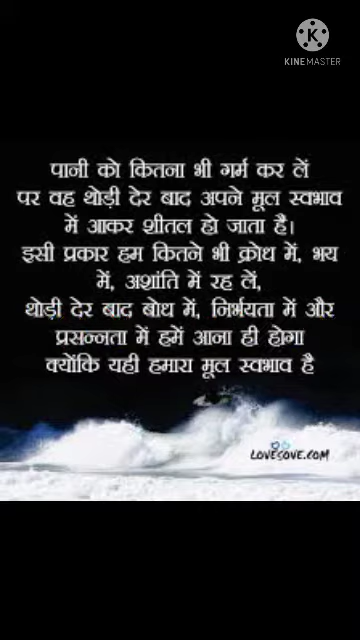 K
KINEMASTER
पानी को कितना भी गर्म कर लें
पर वह थोड़ी देर बाद अपने मूल स्वभाव
में आकर शीतल हो जाता है।
इसी प्रकार हम कितने भी क्रोध में, भय
में, अशांति में रह लें,
थोड़ी देर बाद बोध में, निर्भयता में और
प्रसन्नता में हमें आना ही होगा
क्योंकि यही हमारा मूल स्वभाव है
LOVESOVE.COM